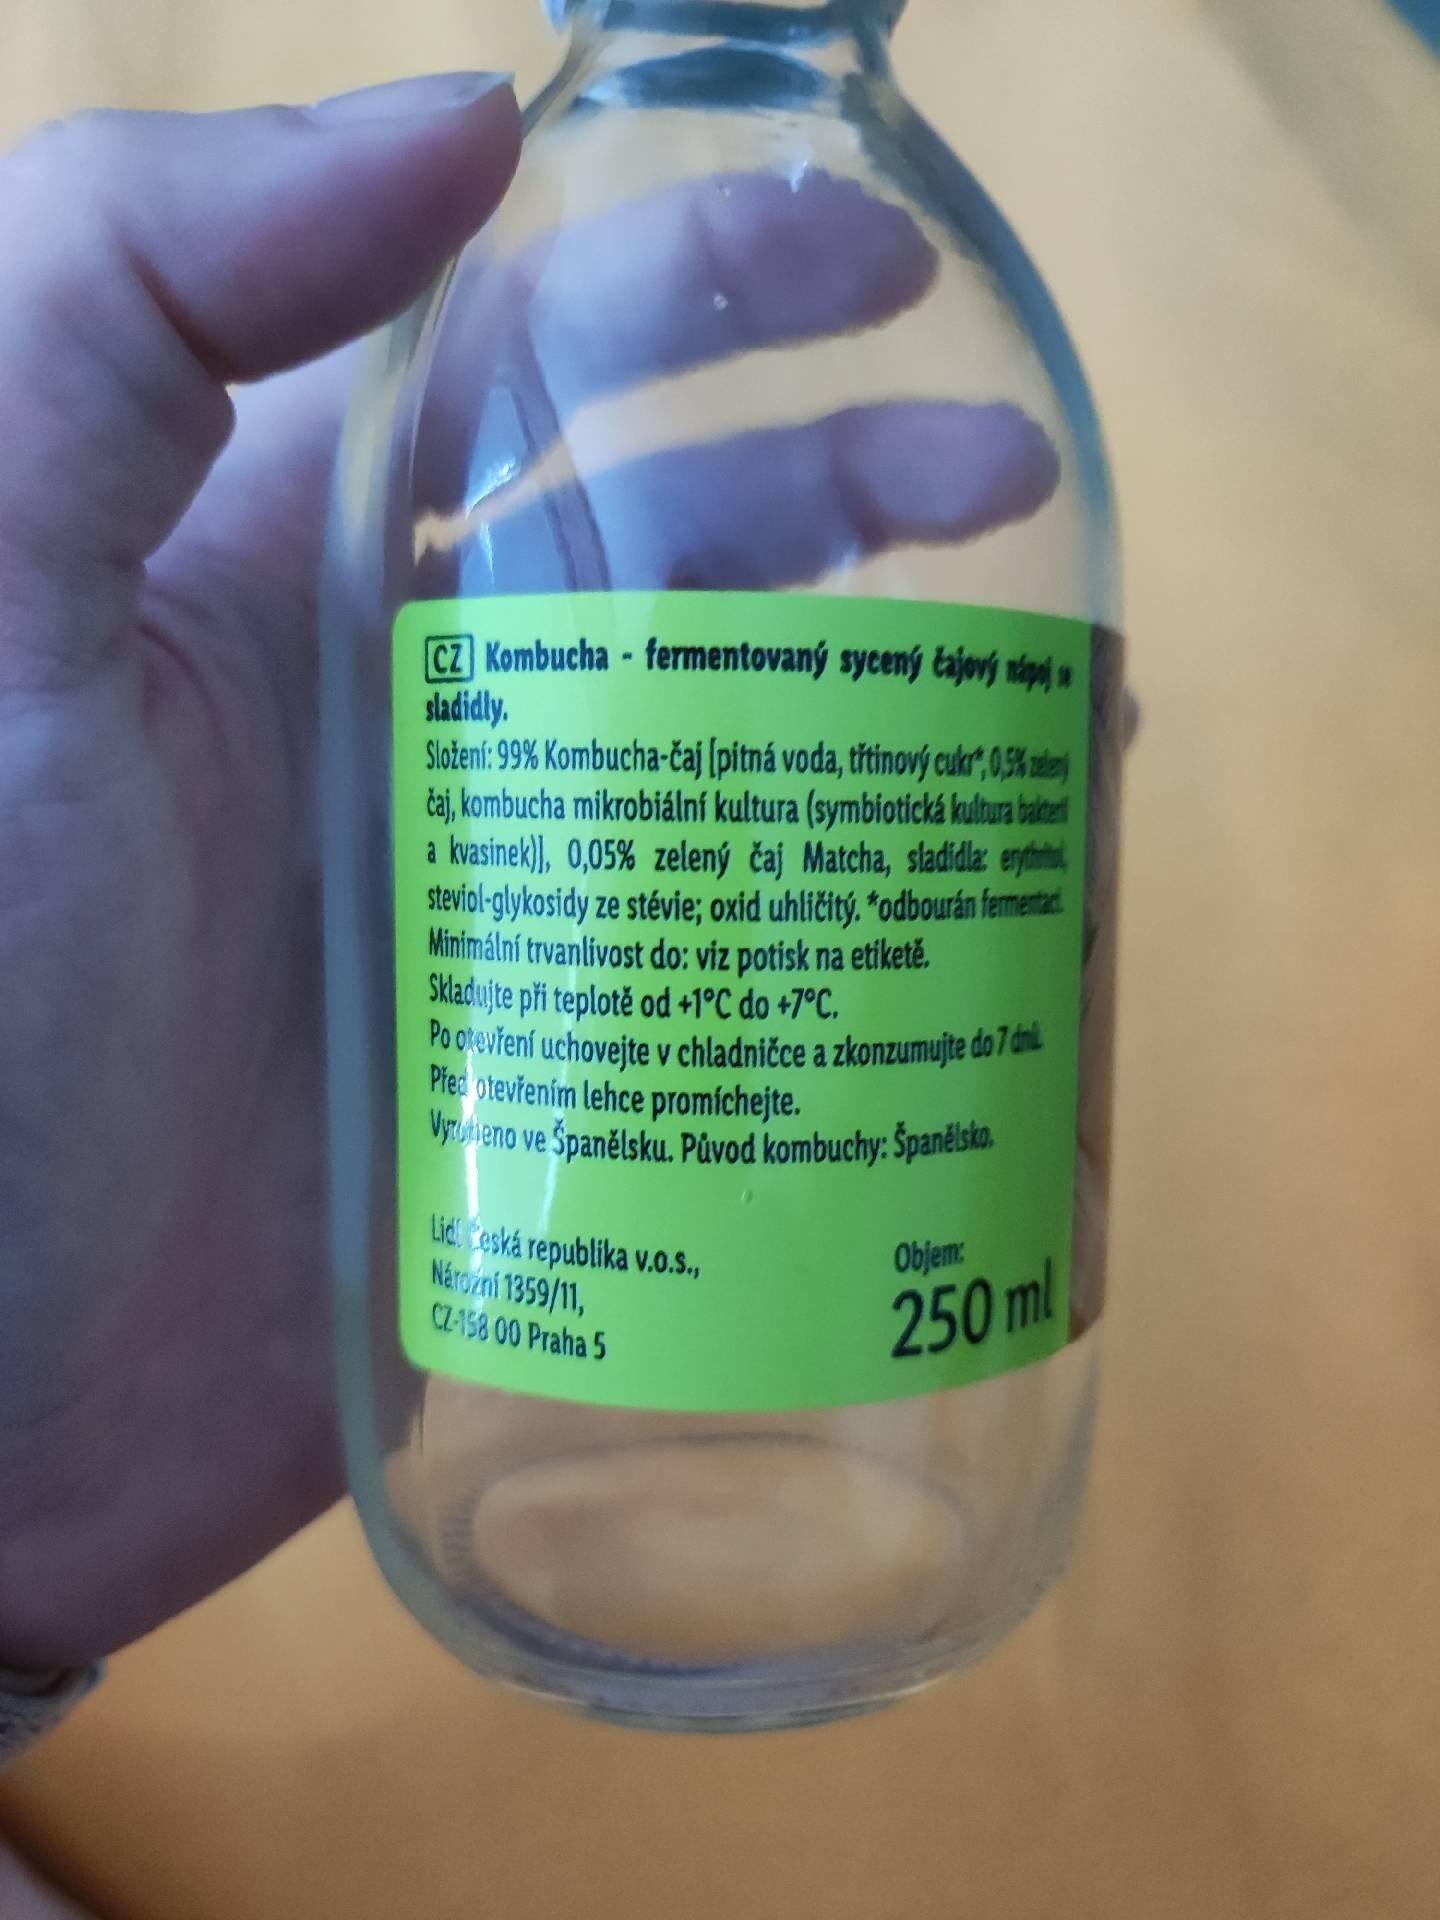 CZ Kombucha - fermentovaný sycený čajový nápoj se
sladidly.
Složení: 99% Kombucha-čaj [pitná voda, třtinový cukr*, 0,5% zelený
čaj, kombucha mikrobiální kultura (symbiotická kultura bakterií
a kvasinek)], 0,05% zelený čaj Matcha, sladidla: erythritol,
steviol-glykosidy ze stévie; oxid uhličitý. *odbourán fermentací.
Minimální trvanlivost do: viz potisk na etiketě.
Skladujte při teplotě od +1°C do +7°C.
Po otevření uchovejte v chladničce a zkonzumujte do 7 dnů.
Před otevřením lehce promíchejte.
Vyrobeno ve Španělsku. Původ kombuchy: Španělsko.
Lidl Česká republika v.o.s.,
Nárožní 1359/11,
CZ-158 00 Praha 5
Objem:
250 ml